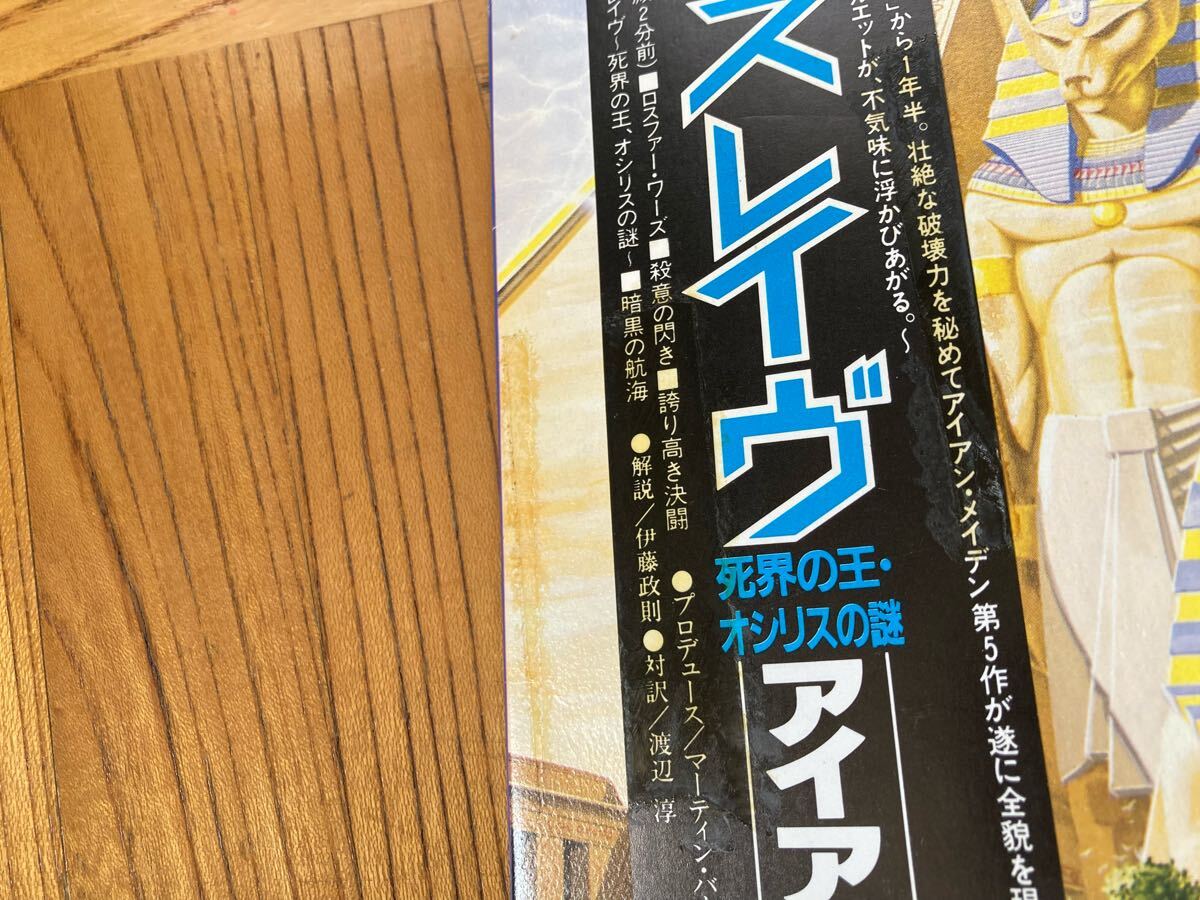 」から1年半。壮絶な破壊力を秘めてアイアン・メイデン第5作が遂に全貌を現
エットが、不気味に浮かびあがる。〜
スレイヴ
死界の王・
オシリスの謎
アイア
2分前)■ロスファー・ワーズ■殺意の閃き■誇り高き決闘
レイヴ〜死界の王、オシリスの謎〜■暗黒の航海
●プロデュース/マーティン・バ
●解説/伊藤政則●対訳/渡辺 淳